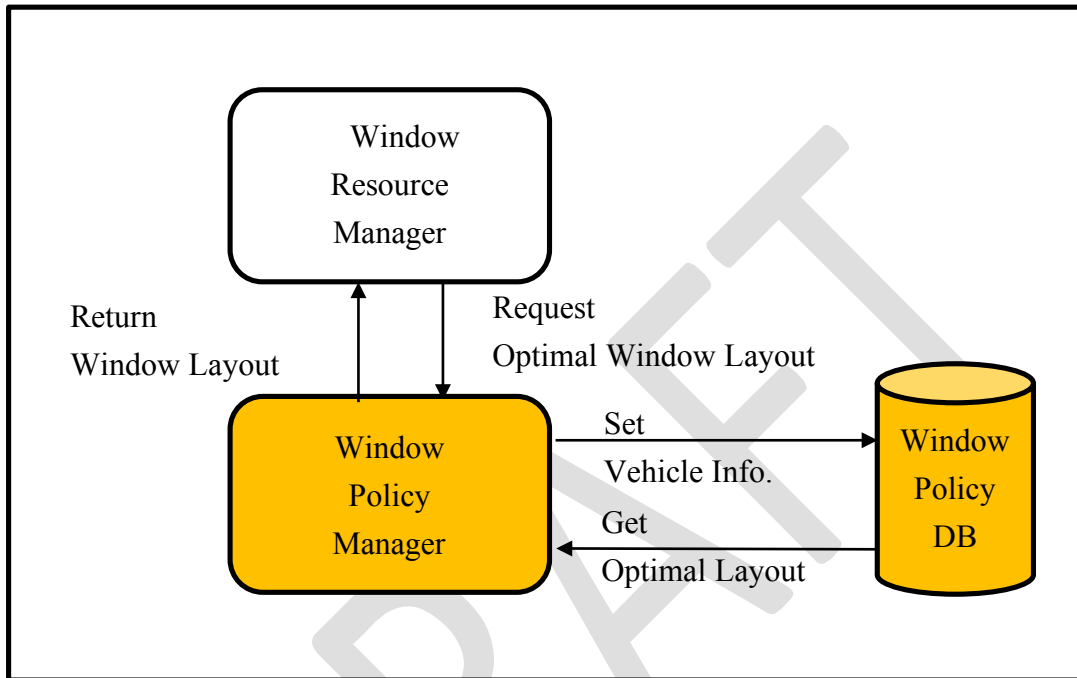 Window
Resource
Manager
Return
Window Layout
Request
Optimal Window Layout
Window
Policy
Manager
Set
Vehicle Info.
Get
Optimal Layout
Window
Policy
DB
DRAFT